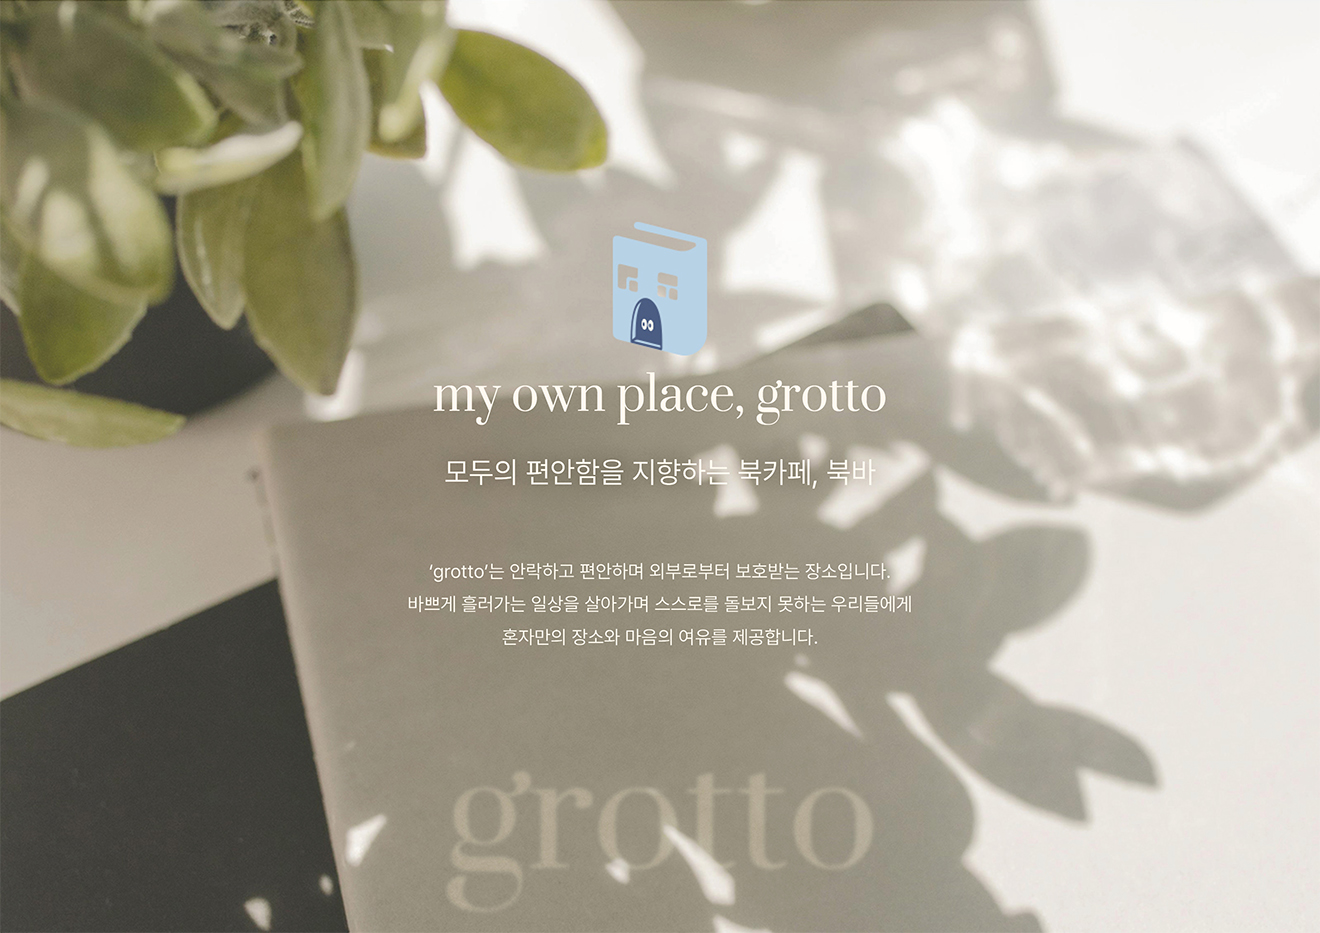 my own place, grotto
모두의 편안함을 지향하는 북카페, 북바
‘grotto’는 안락하고 편안하며 외부로부터 보호받는 장소입니다.
바쁘게 흘러가는 일상을 살아가며 스스로를 돌보지 못하는 우리들에게
혼자만의 장소와 마음의 여유를 제공합니다.
grotto